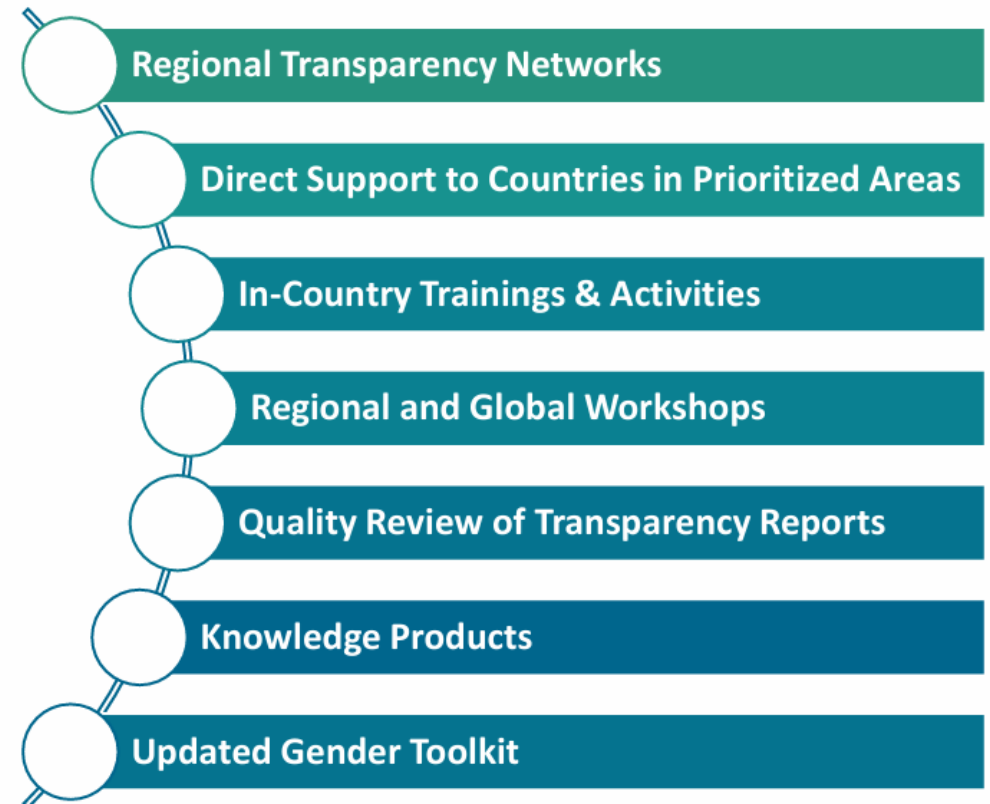 Regional Transparency Networks
Direct Support to Countries in Prioritized Areas
In-Country Trainings & Activities
Regional and Global Workshops
Quality Review of Transparency Reports
Knowledge Products
Updated Gender Toolkit